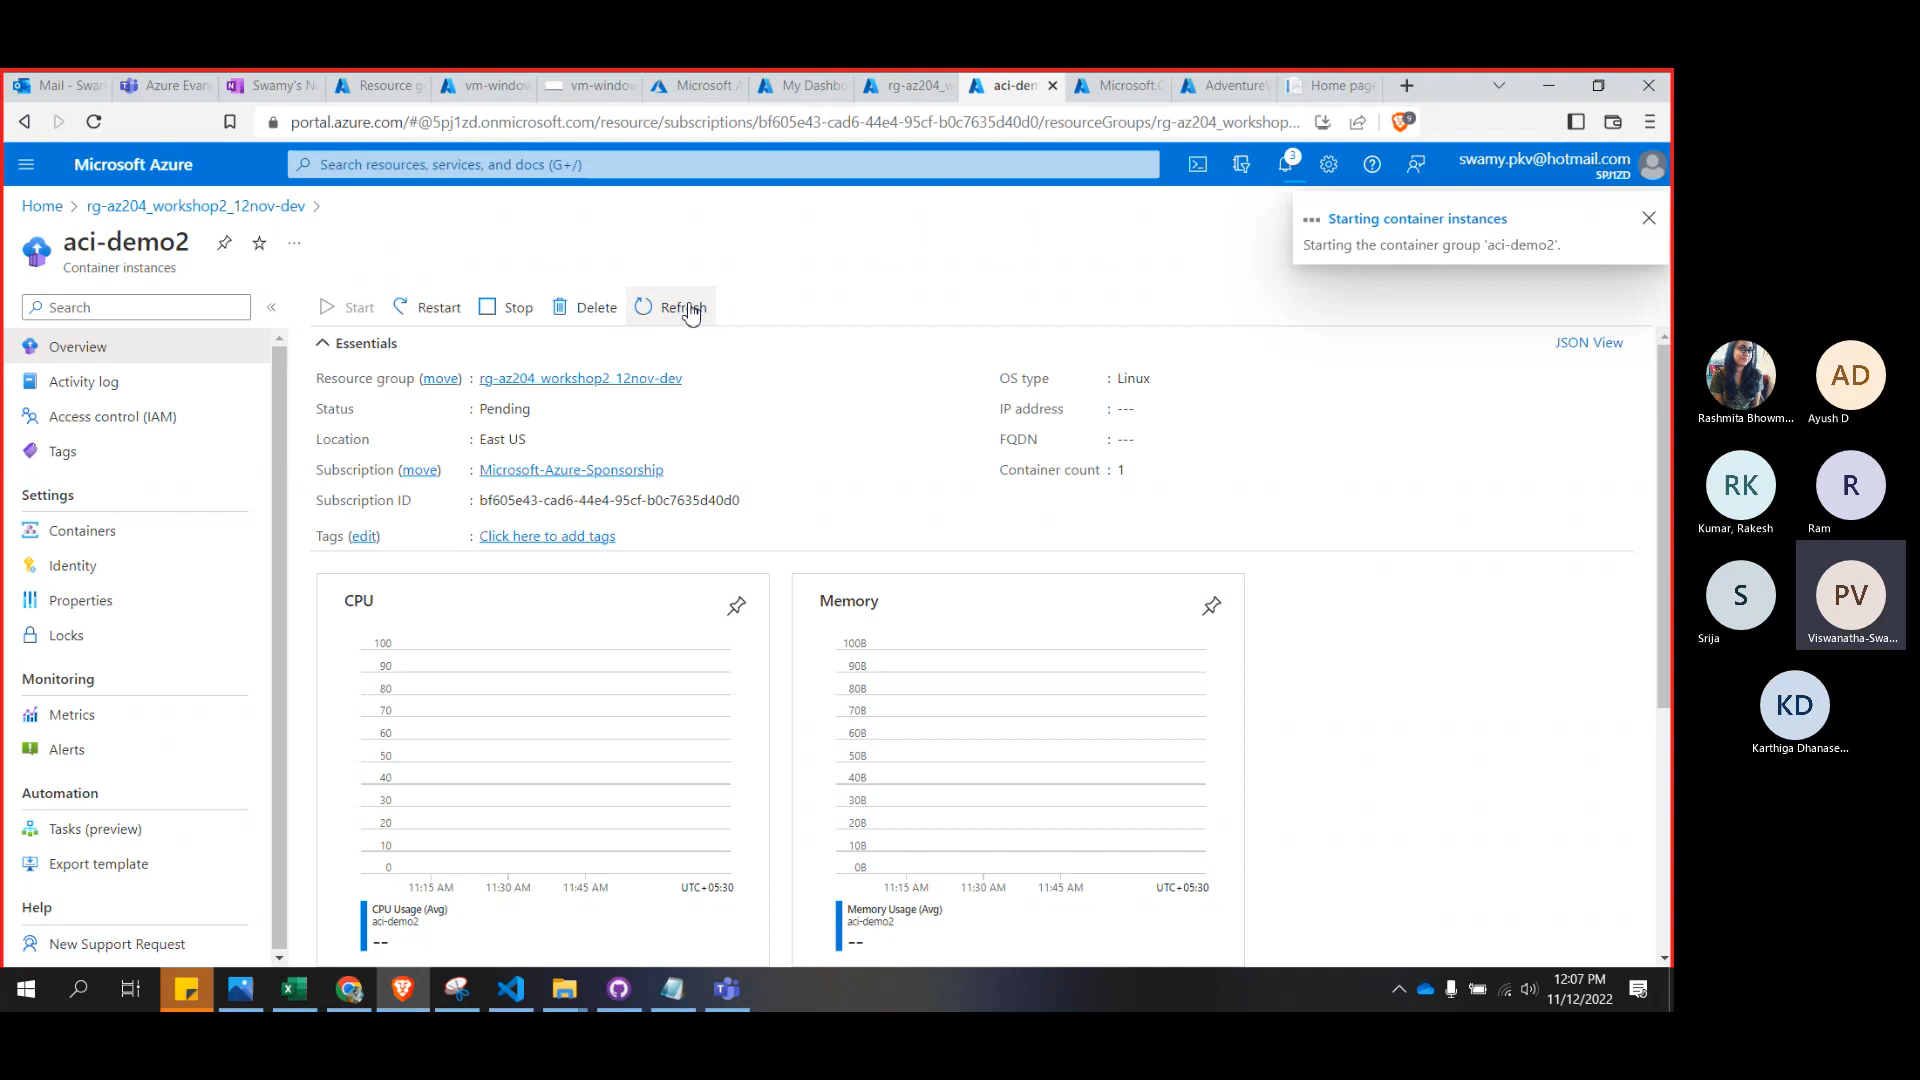 Mail - Swa
Azure Evan
Swamy's N
Resource g
vm-windo
vm-windo
Microsoft A
My Dashbo
rg-az204_w
aci-dem
Microsoft.C
AdventureV
Home page
portal.azure.com/#@5pj1zd.onmicrosoft.com/resource/subscriptions/bf605e43-cad6-44e4-95cf-b0c7635d40d0/resourceGroups/rg-az204_workshop...
9
Microsoft Azure
Search resources, services, and docs (G+/)
3
swamy.pkv@hotmail.com
5PJ1ZD
Home > rg-az204_workshop2_12nov-dev >
Starting container instances
Starting the container group 'aci-demo2'.
aci-demo2
Container instances
Search
Start
Restart
Stop
Delete
Refresh
Overview
Activity log
Access control (IAM)
Tags
Settings
Containers
Identity
Properties
Locks
Monitoring
Metrics
Alerts
Automation
Tasks (preview)
Export template
Help
New Support Request
Essentials
JSON View
Resource group (move) : rg-az204_workshop2_12nov-dev
Status : Pending
Location : East US
Subscription (move) : Microsoft-Azure-Sponsorship
Subscription ID : bf605e43-cad6-44e4-95cf-b0c7635d40d0
Tags (edit) : Click here to add tags
OS type : Linux
IP address : ---
FQDN : ---
Container count : 1
CPU
100
90
80
70
60
50
40
30
20
10
0
11:15 AM 11:30 AM 11:45 AM UTC+05:30
CPU Usage (Avg)
aci-demo2
--
Memory
100B
90B
80B
70B
60B
50B
40B
30B
20B
10B
0B
11:15 AM 11:30 AM 11:45 AM UTC+05:30
Memory Usage (Avg)
aci-demo2
--
Rashmita Bhowm...
AD
Ayush D
RK
Kumar, Rakesh
R
Ram
S
Srija
PV
Viswanatha-Swa...
KD
Karthiga Dhanase...
12:07 PM
11/12/2022